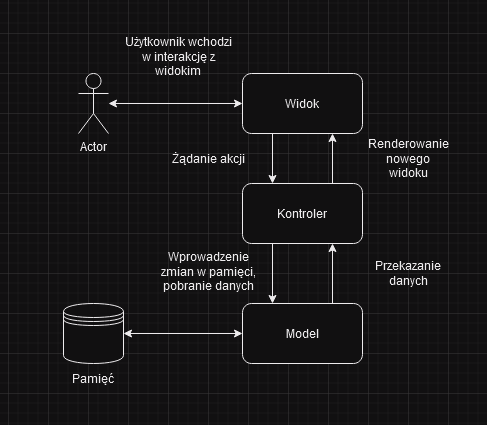 Użytkownik wchodzi
w interakcję z
widokim
Actor
Widok
Żądanie akcji
Renderowanie
nowego
widoku
Kontroler
Wprowadzenie
zmian w pamięci,
pobranie danych
Przekazanie
danych
Model
Pamięć